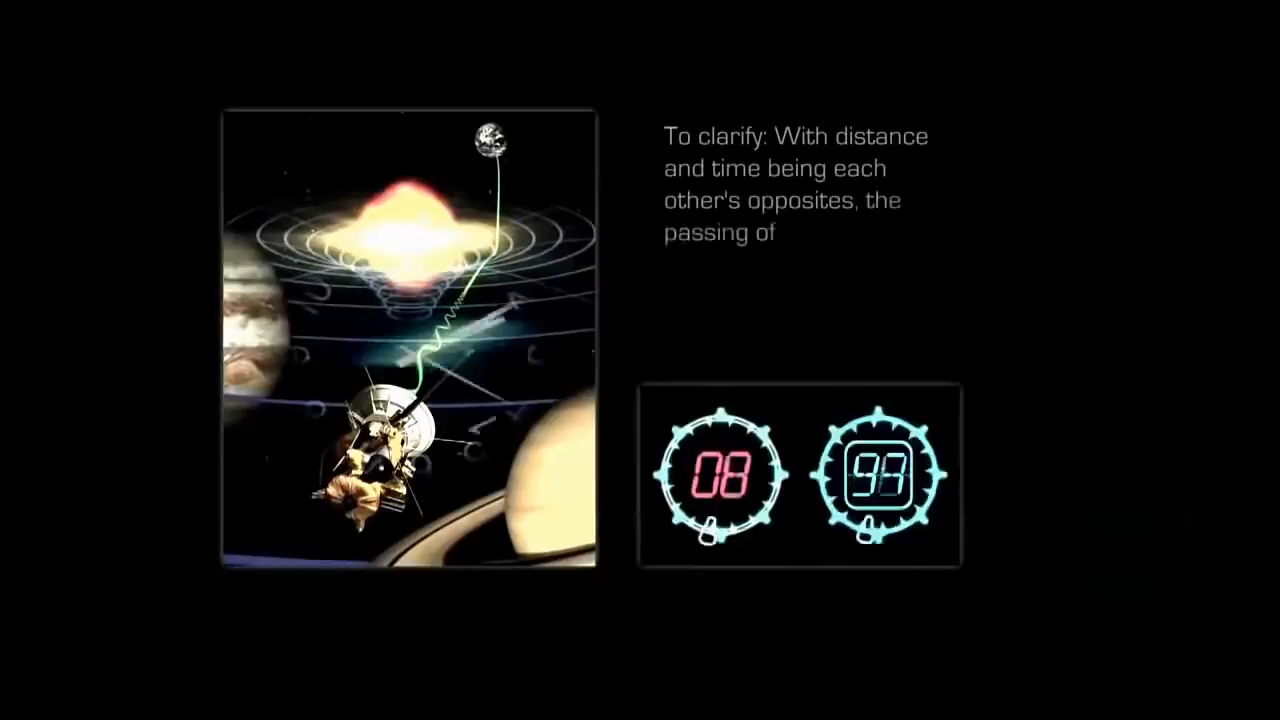 To clarify: With distance
and time being each
other's opposites, the
passing of
08